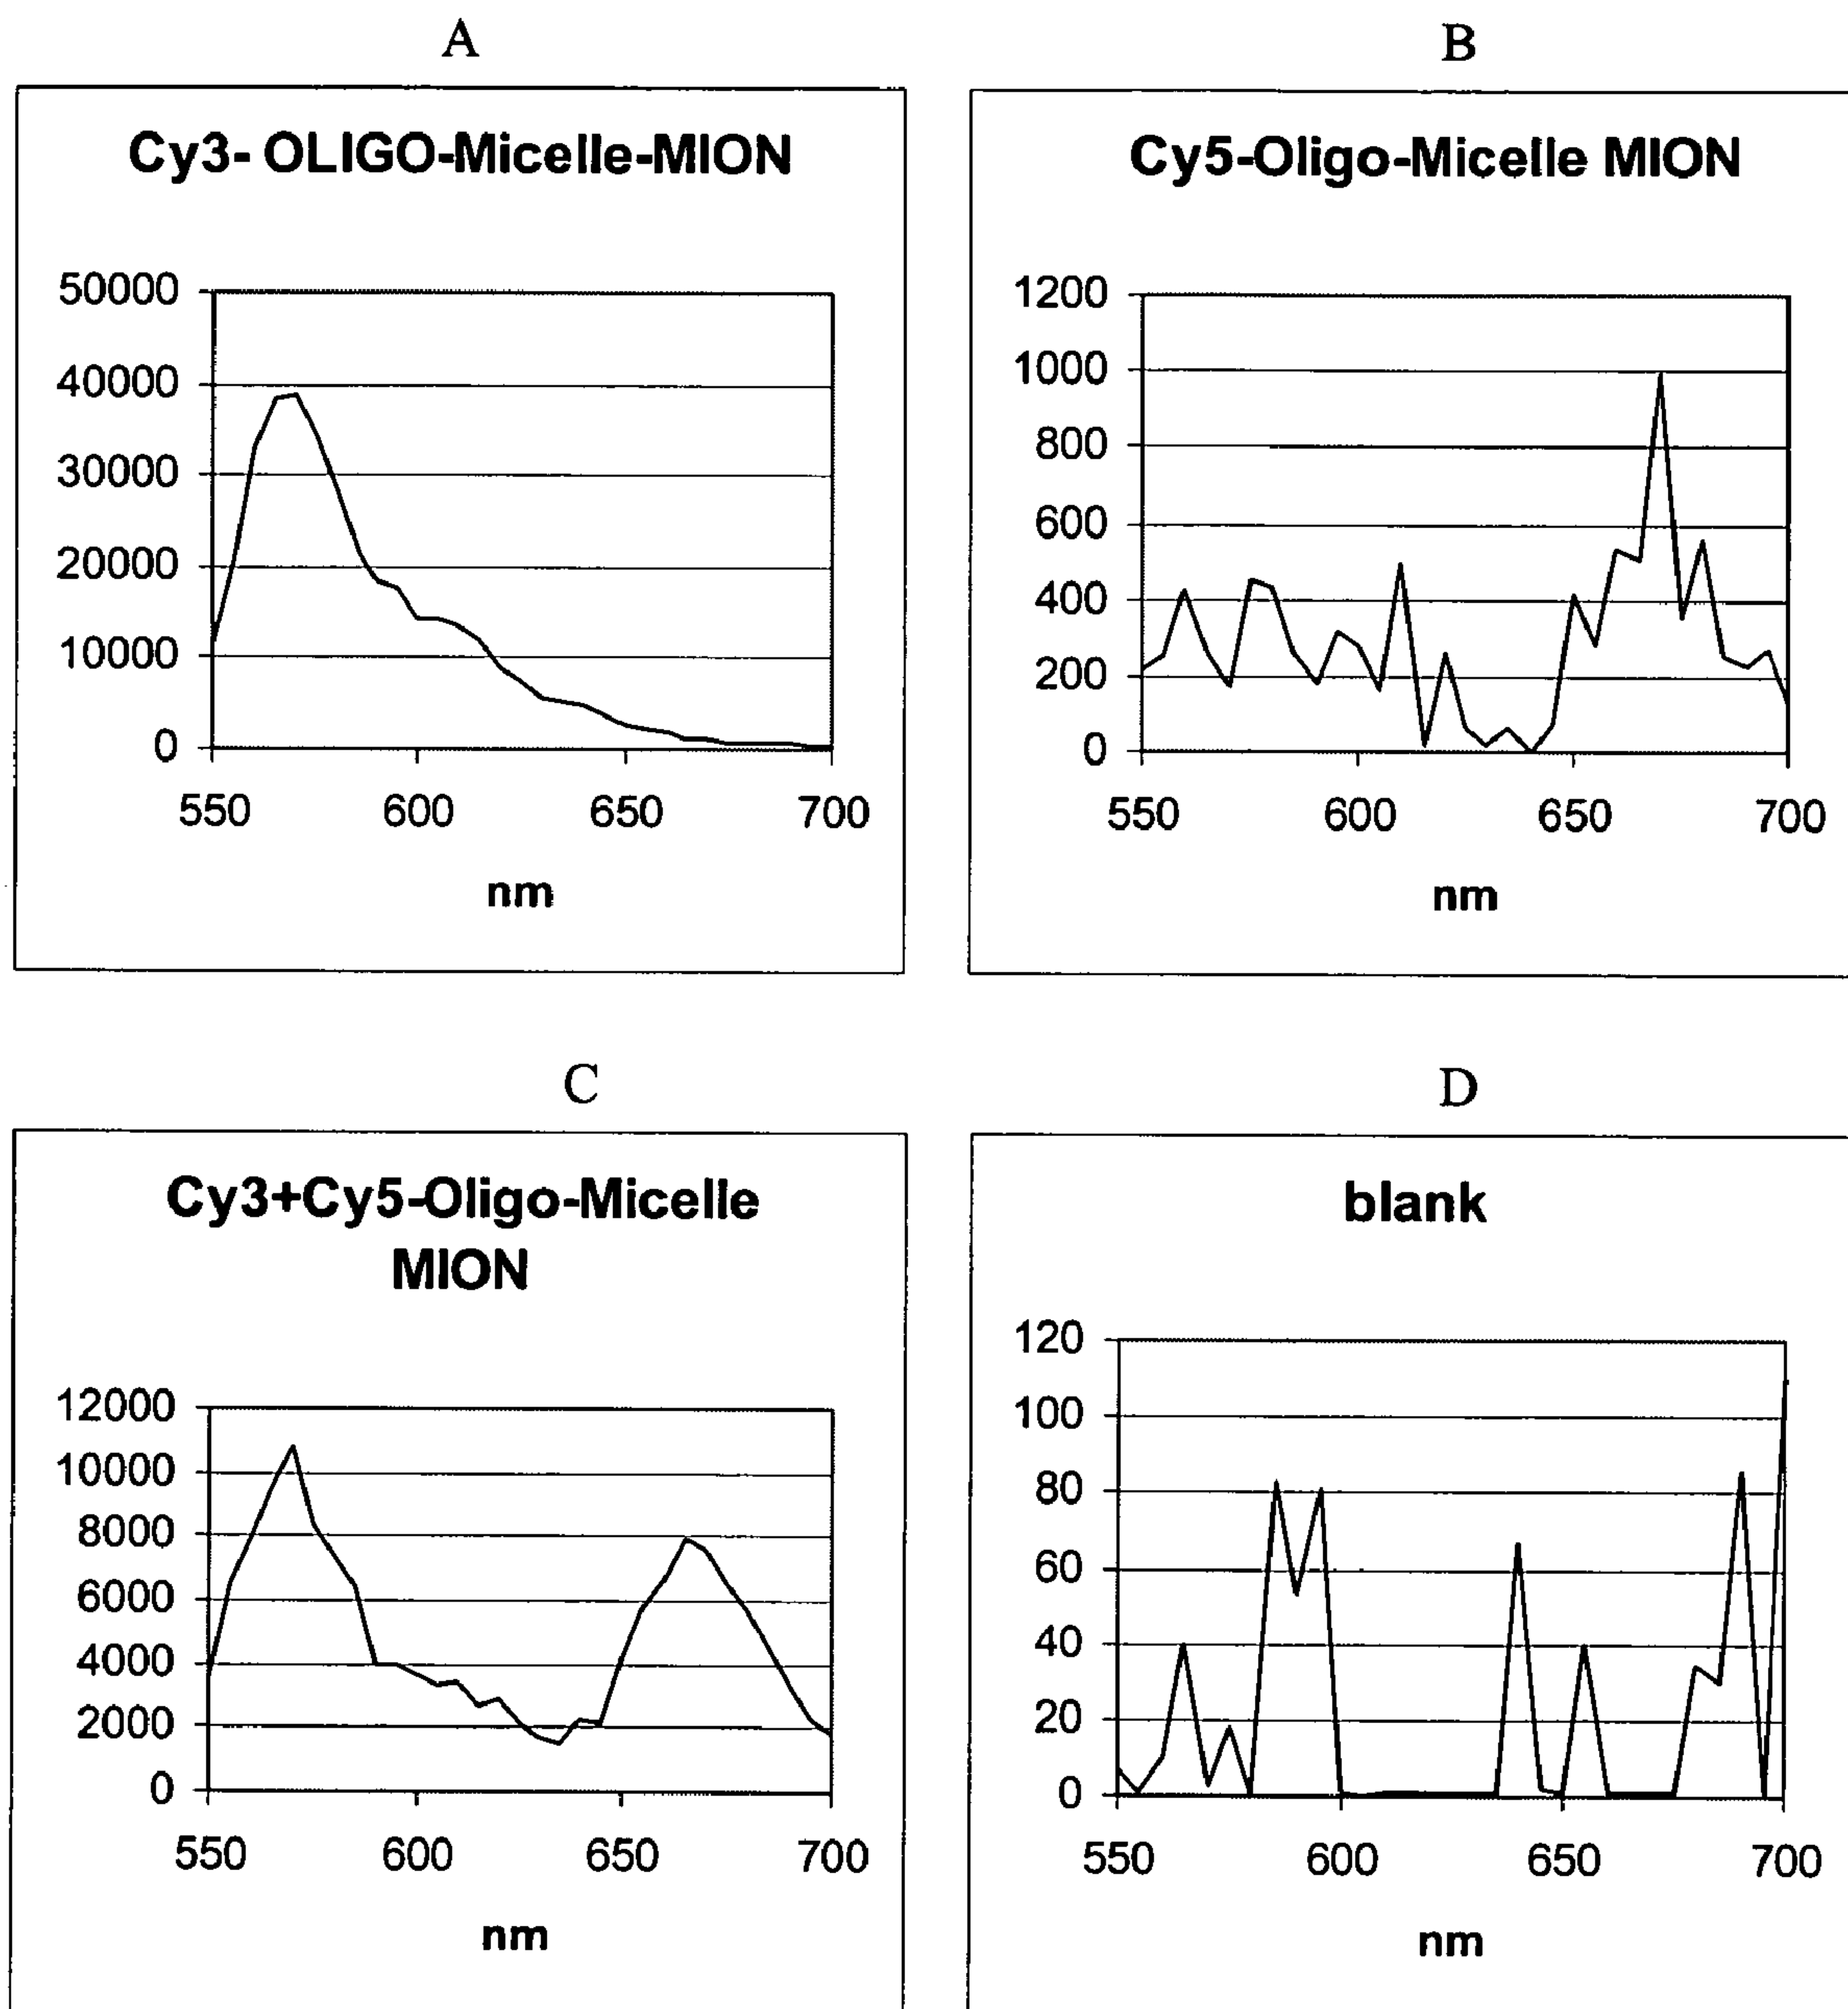 A
B
Cy3- OLIGO-Micelle-MION
50000
40000
30000
20000
10000
0
550 600 650 700
nm
Cy5-Oligo-Micelle MION
1200
1000
800
600
400
200
0
550 600 650 700
nm
C
D
Cy3+Cy5-Oligo-Micelle
MION
12000
10000
8000
6000
4000
2000
0
550 600 650 700
nm
blank
120
100
80
60
40
20
0
550 600 650 700
nm